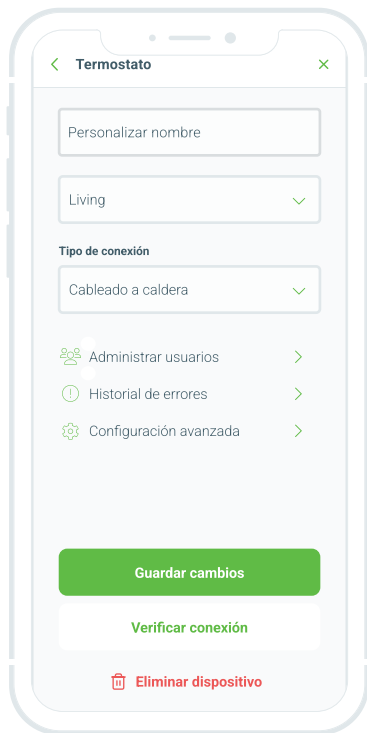 Termostato
Personalizar nombre
Living
Tipo de conexión
Cableado a caldera
Administrar usuarios
Historial de errores
Configuración avanzada
Guardar cambios
Verificar conexión
Eliminar dispositivo